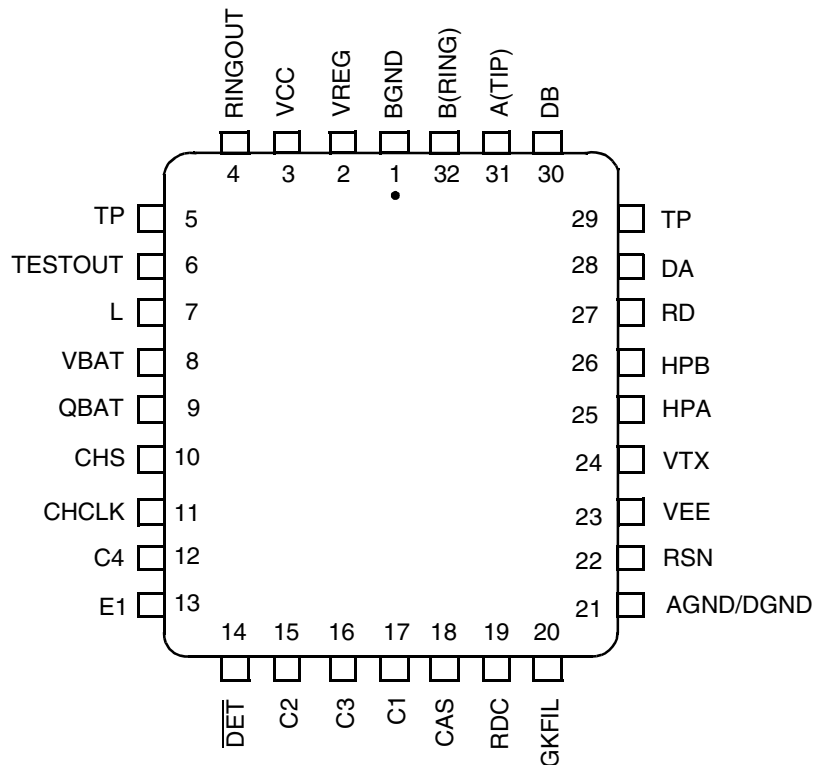 RINGOUT
VCC
VREG
BGND
B(RING)
A(TIP)
DB
4 3 2 1 32 31 30
TP 5 29 TP
TESTOUT 6 28 DA
L 7 27 RD
VBAT 8 26 HPB
QBAT 9 25 HPA
CHS 10 24 VTX
CHCLK 11 23 VEE
C4 12 22 RSN
E1 13 21 AGND/DGND
14 15 16 17 18 19 20
DET
C2
C3
C1
CAS
RDC
GKFIL